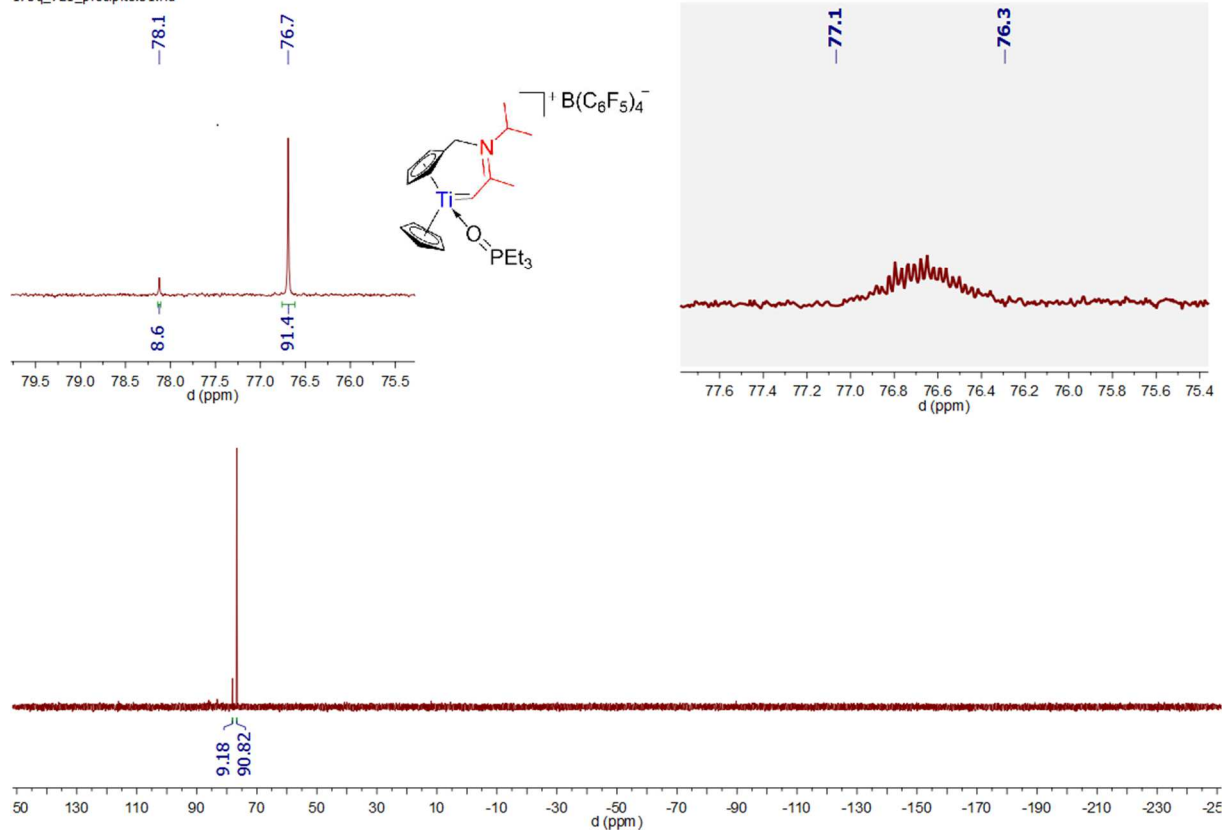 78.1
76.7
8.6
91.4
79.5 79.0 78.5 78.0 77.5 77.0 76.5 76.0 75.5
d (ppm)
+ B(C6F5)4−
N
Ti
O
PEt3
77.1
76.3
77.6 77.4 77.2 77.0 76.8 76.6 76.4 76.2 76.0 75.8 75.6 75.4
d (ppm)
9.18
90.82
50 130 110 90 70 50 30 10 -10 -30 -50 -70 -90 -110 -130 -150 -170 -190 -210 -230 -25
d (ppm)